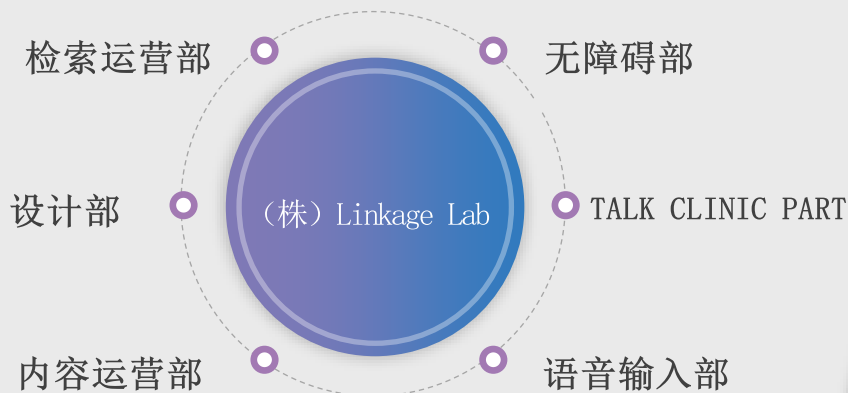 检索运营部
无障碍部
设计部
（株）Linkage Lab
TALK CLINIC PART
内容运营部
语音输入部